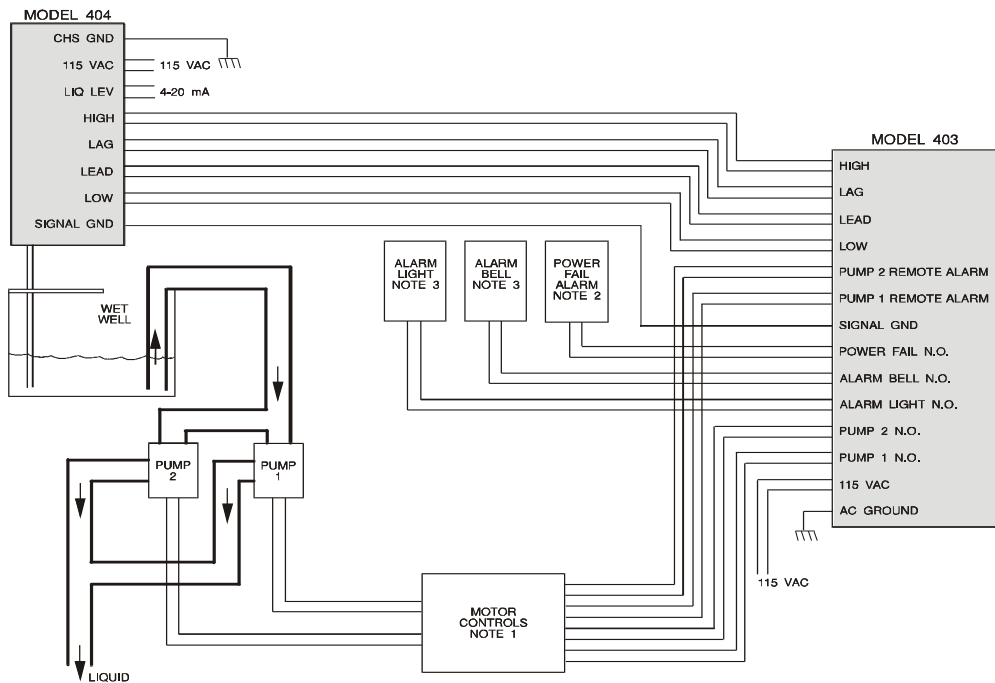 MODEL 404
CHS GND
115 VAC
115 VAC
LIQ LEV
4-20 mA
HIGH
LAG
LEAD
LOW
SIGNAL GND
MODEL 403
HIGH
LAG
LEAD
LOW
PUMP 2 REMOTE ALARM
PUMP 1 REMOTE ALARM
SIGNAL GND
POWER FAIL N.O.
ALARM BELL N.O.
ALARM LIGHT N.O.
PUMP 2 N.O.
PUMP 1 N.O.
115 VAC
AC GROUND
115 VAC
ALARM
LIGHT
NOTE 3
ALARM
BELL
NOTE 3
POWER
FAIL
ALARM
NOTE 2
WET
WELL
PUMP
2
PUMP
1
MOTOR
CONTROLS
NOTE 1
LIQUID